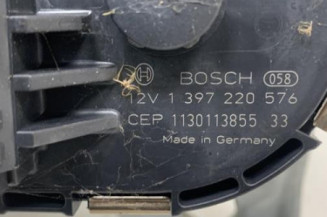 BOSCH 058
12V 1 397 220 576
CEP 1130113855 33
Made in Germany